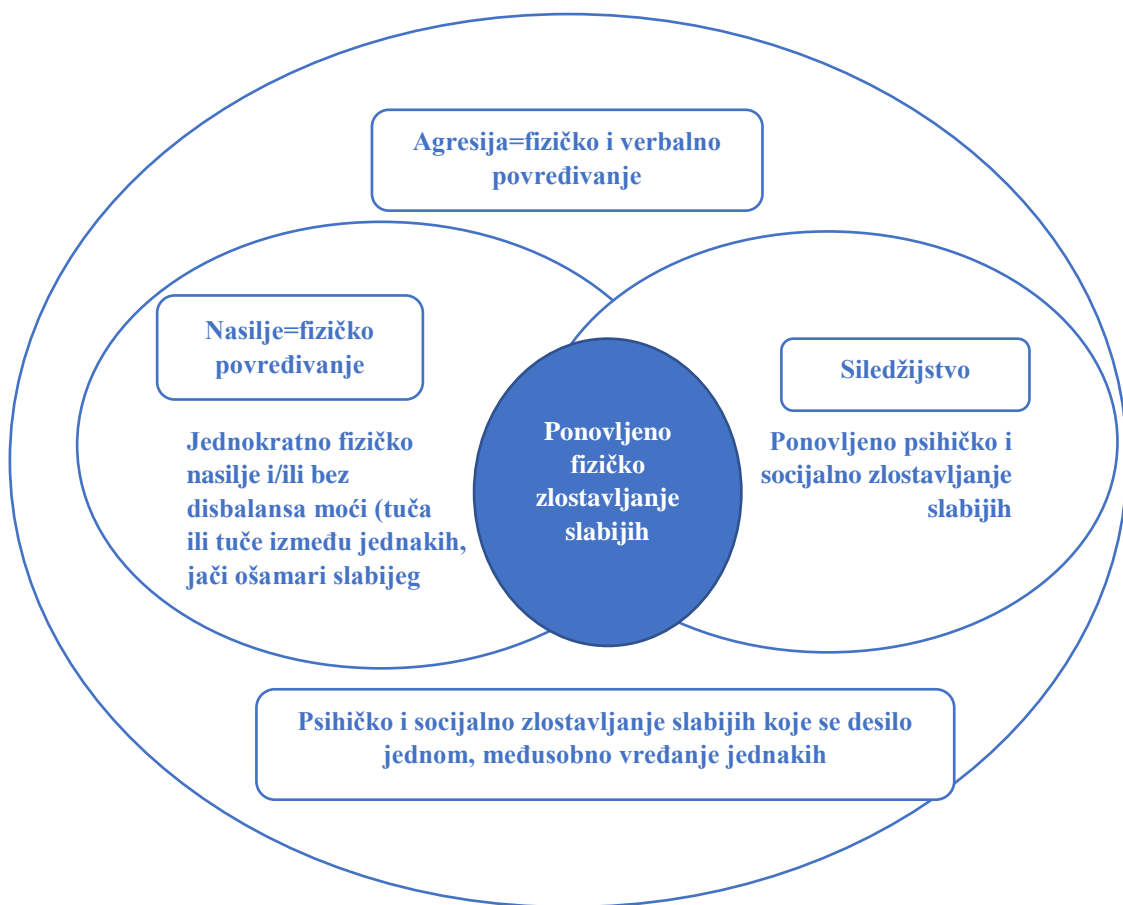 Agresija=fizičko i verbalno
povređivanje
Nasilje=fizičko
povređivanje
Jednokratno fizičko
nasilje i/ili bez
disbalansa moći (tuča
ili tuče između jednakih,
jači ošamari slabijeg
Ponovljeno
fizičko
zlostavljanje
slabijih
Siledžijstvo
Ponovljeno psihičko i
socijalno zlostavljanje
slabijih
Psihičko i socijalno zlostavljanje slabijih koje se desilo
jednom, međusobno vređanje jednakih